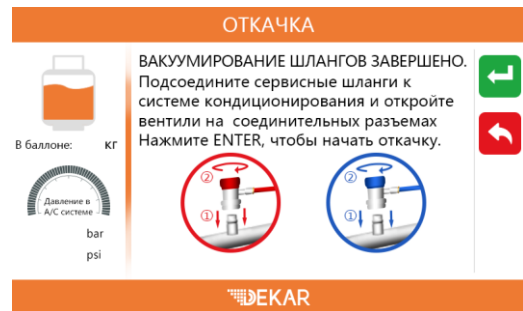 ОТКАЧКА
ВАКУУМИРОВАНИЕ ШЛАНГОВ ЗАВЕРШЕНО.
Подсоедините сервисные шланги к
системе кондиционирования и откройте
вентили на соединительных разъемах
Нажмите ENTER, чтобы начать откачку.
В баллоне: кг
Давление в
А/С системе
bar
psi
② ②
① ①
DEKAR